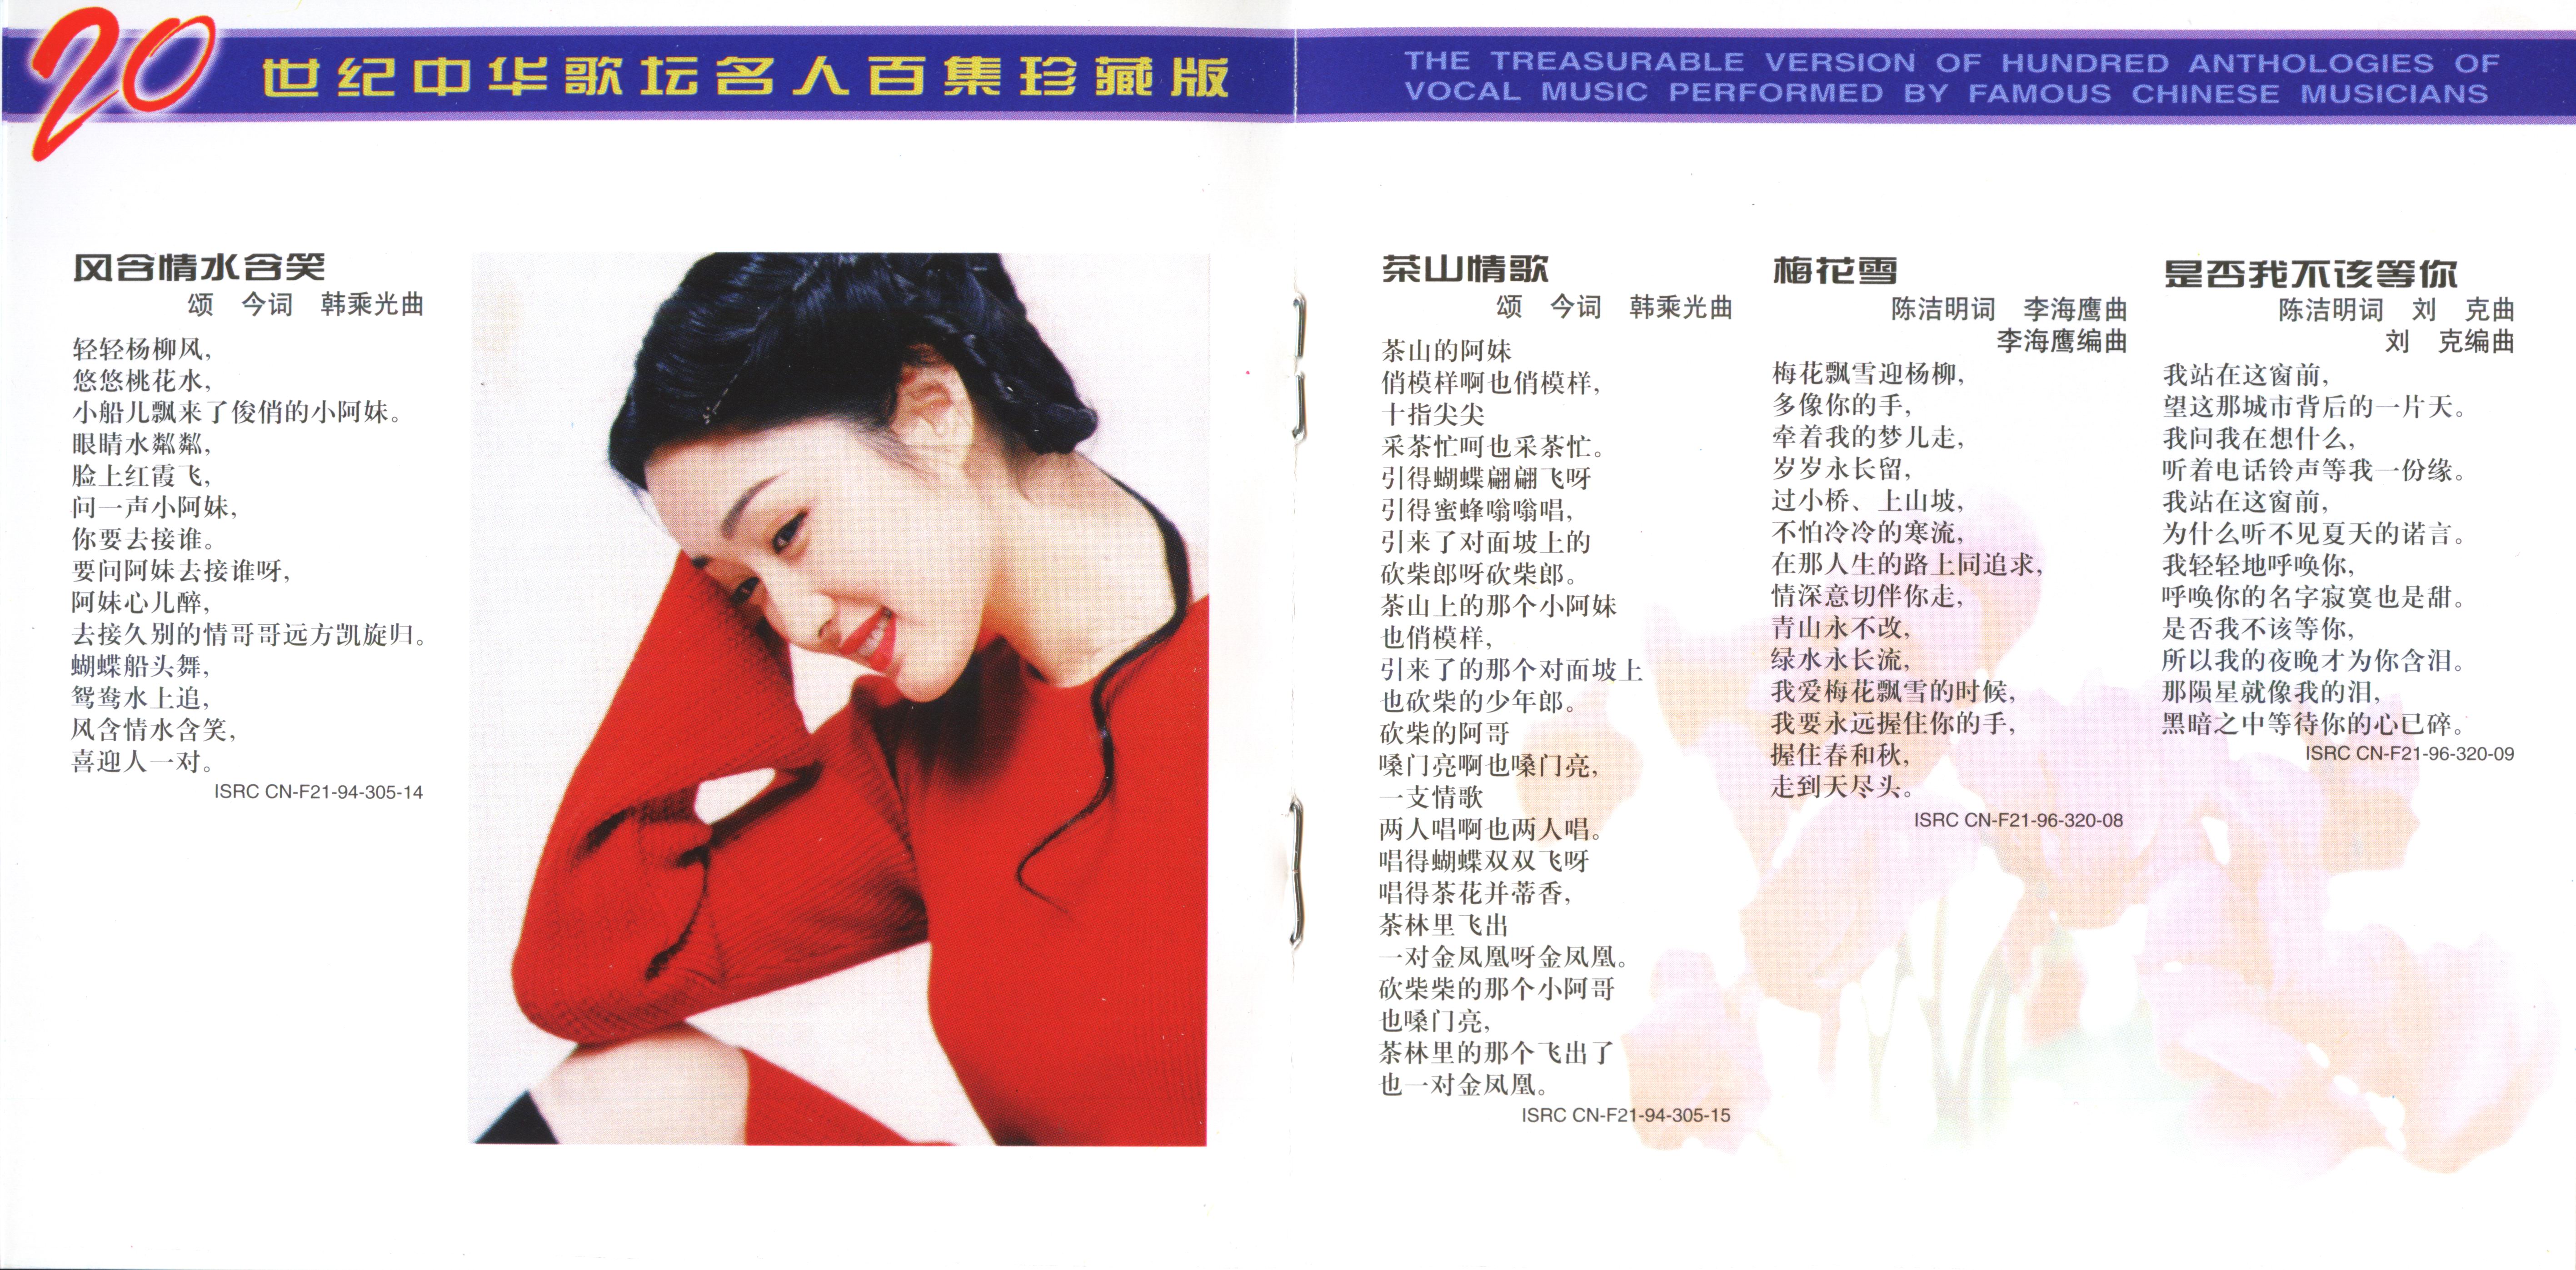 20世纪中华歌坛名人百集珍藏版
THE TREASURABLE VERSION OF HUNDRED ANTHOLOGIES OF
VOCAL MUSIC PERFORMED BY FAMOUS CHINESE MUSICIANS
风含情水含笑
颂　今词　韩乘光曲
轻轻杨柳风,
悠悠桃花水,
小船儿飘来了俊俏的小阿妹。
眼睛水粼粼,
脸上红霞飞,
问一声小阿妹,
你要去接谁。
要问阿妹去接谁呀,
阿妹心儿醉,
去接久别的情哥哥远方凯旋归。
蝴蝶船头舞,
鸳鸯水上追,
风含情水含笑,
喜迎人一对。
ISRC CN-F21-94-305-14
茶山情歌
颂　今词　韩乘光曲
茶山的阿妹
俏模样啊也俏模样,
十指尖尖
采茶忙呵也采茶忙。
引得蝴蝶翩翩飞呀
引得蜜蜂嗡嗡唱,
引来了对面坡上的
砍柴郎呀砍柴郎。
茶山上的那个小阿妹
也俏模样,
引来了的那个对面坡上
也砍柴的少年郎。
砍柴的阿哥
嗓门亮啊也嗓门亮,
一支情歌
两人唱啊也两人唱。
唱得蝴蝶双双飞呀
唱得茶花并蒂香,
茶林里飞出
一对金凤凰呀金凤凰。
砍柴柴的那个小阿哥
也嗓门亮,
茶林里的那个飞出了
也一对金凤凰。
ISRC CN-F21-94-305-15
梅花雪
陈洁明词　李海鹰曲
李海鹰编曲
梅花飘雪迎杨柳,
多像你的手,
牵着我的梦儿走,
岁岁永长留,
过小桥、上山坡,
不怕冷冷的寒流,
在那人生的路上同追求,
情深意切伴你走,
青山永不改,
绿水永长流,
我爱梅花飘雪的时候,
我要永远握住你的手,
握住春和秋,
走到天尽头。
ISRC CN-F21-96-320-08
是否我不该等你
陈洁明词　刘　克曲
刘　克编曲
我站在这窗前,
望这那城市背后的一片天。
我问我在想什么,
听着电话铃声等我一份缘。
我站在这窗前,
为什么听不见夏天的诺言。
我轻轻地呼唤你,
呼唤你的名字寂寞也是甜。
是否我不该等你,
所以我的夜晚才为你含泪。
那陨星就像我的泪,
黑暗之中等待你的心已碎。
ISRC CN-F21-96-320-09